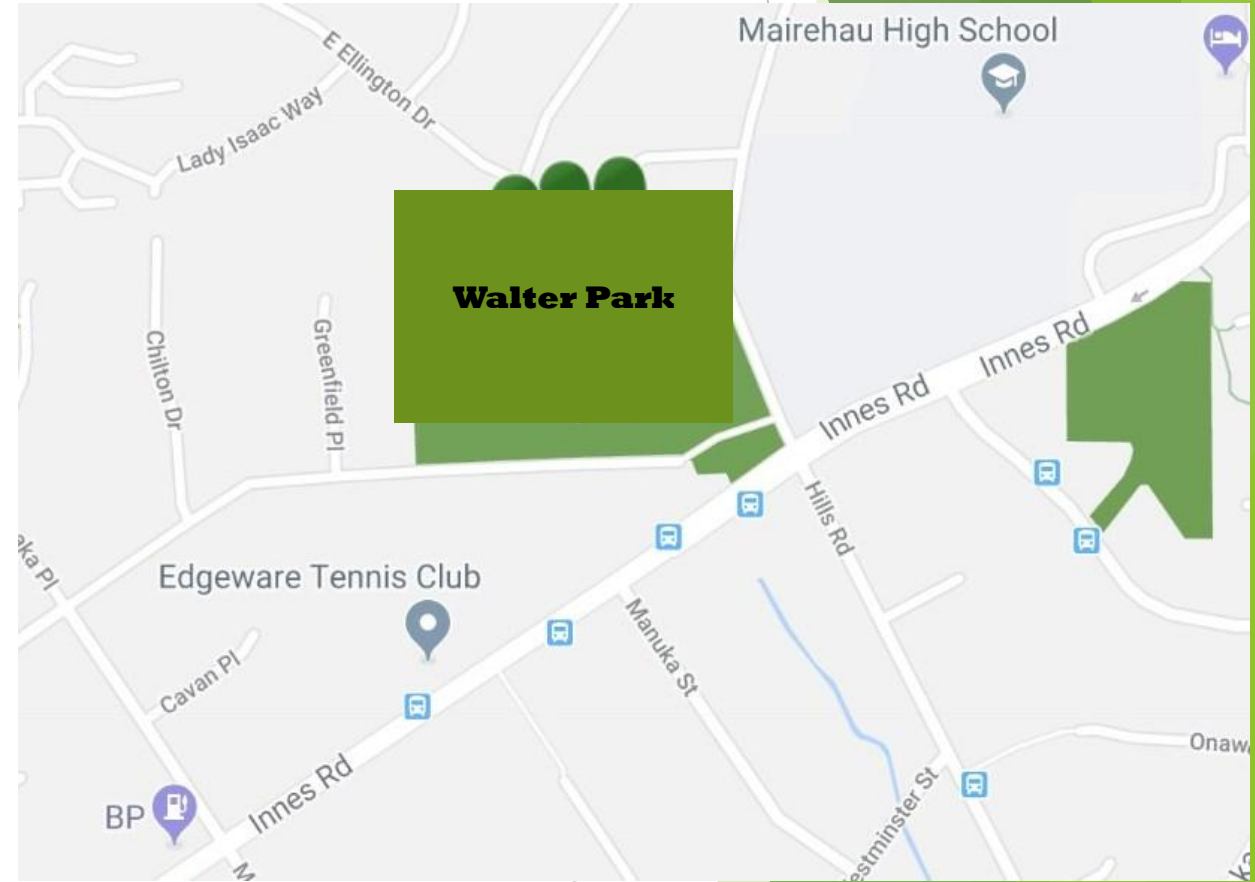 Mairehau High School
E Ellington Dr
Lady Isaac Way
Walter Park
Chilton Dr
Greenfield Pl
Innes Rd
Innes Rd
Hills Rd
Edgeware Tennis Club
Manuka St
Cavan Pl
Innes Rd
BP